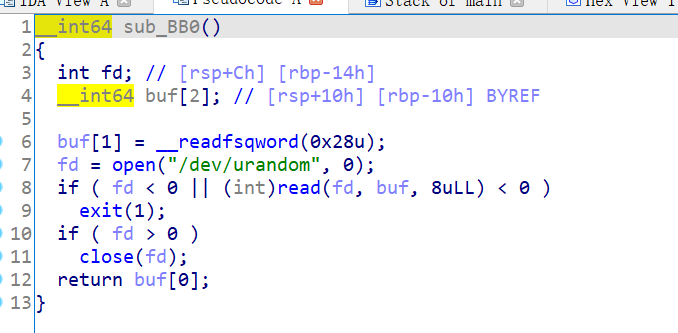 IDA View A Pseudocode A Stack of main Hex View 1
1 __int64 sub_BB0()
2 {
3 int fd; // [rsp+Ch] [rbp-14h]
4 __int64 buf[2]; // [rsp+10h] [rbp-10h] BYREF
5
6 buf[1] = __readfsqword(0x28u);
7 fd = open("/dev/urandom", 0);
8 if ( fd < 0 || (int)read(fd, buf, 8uLL) < 0 )
9 exit(1);
10 if ( fd > 0 )
11 close(fd);
12 return buf[0];
13 }